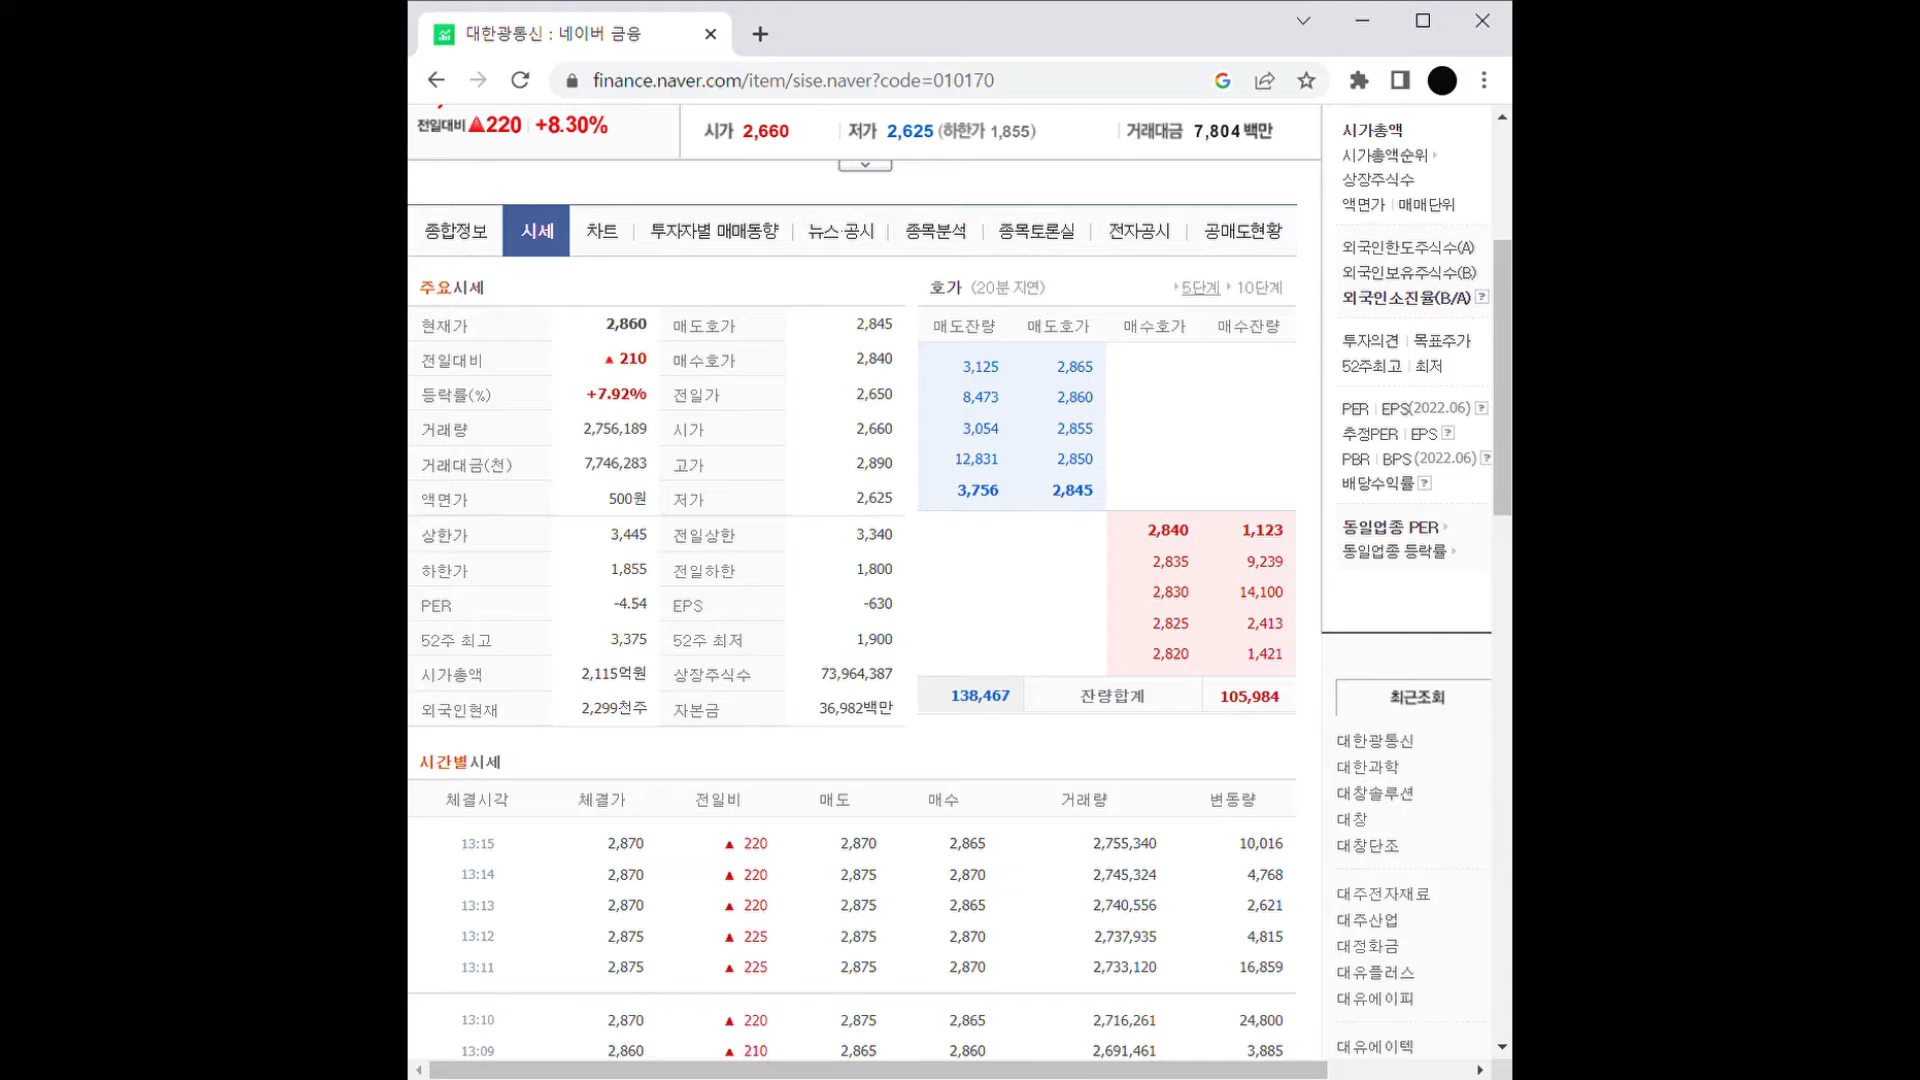 대한광통신 : 네이버 금융
finance.naver.com/item/sise.naver?code=010170
전일대비 ▲220 +8.30%
시가 2,660 저가 2,625 (하한가 1,855) 거래대금 7,804 백만
종합정보 시세 차트 투자자별 매매동향 뉴스·공시 종목분석 종목토론실 전자공시 공매도현황
주요시세
현재가 2,860 매도호가 2,845
전일대비 ▲ 210 매수호가 2,840
등락률(%) +7.92% 전일가 2,650
거래량 2,756,189 시가 2,660
거래대금(천) 7,746,283 고가 2,890
액면가 500원 저가 2,625
상한가 3,445 전일상한 3,340
하한가 1,855 전일하한 1,800
PER -4.54 EPS -630
52주 최고 3,375 52주 최저 1,900
시가총액 2,115억원 상장주식수 73,964,387
외국인현재 2,299천주 자본금 36,982백만
호가 (20분 지연) 5단계 10단계
매도잔량 매도호가 매수호가 매수잔량
3,125 2,865
8,473 2,860
3,054 2,855
12,831 2,850
3,756 2,845
2,840 1,123
2,835 9,239
2,830 14,100
2,825 2,413
2,820 1,421
138,467 잔량합계 105,984
시간별시세
체결시각 체결가 전일비 매도 매수 거래량 변동량
13:15 2,870 ▲ 220 2,870 2,865 2,755,340 10,016
13:14 2,870 ▲ 220 2,875 2,870 2,745,324 4,768
13:13 2,870 ▲ 220 2,875 2,865 2,740,556 2,621
13:12 2,875 ▲ 225 2,875 2,870 2,737,935 4,815
13:11 2,875 ▲ 225 2,875 2,870 2,733,120 16,859
13:10 2,870 ▲ 220 2,875 2,865 2,716,261 24,800
13:09 2,860 ▲ 210 2,865 2,860 2,691,461 3,885
시가총액
시가총액순위
상장주식수
액면가 | 매매단위
외국인한도주식수(A)
외국인보유주식수(B)
외국인소진율(B/A) ?
투자의견 | 목표주가
52주최고 | 최저
PER | EPS(2022.06) ?
추정PER | EPS ?
PBR | BPS (2022.06) ?
배당수익률 ?
동일업종 PER
동일업종 등락률
최근조회
대한광통신
대한과학
대창솔루션
대창
대창단조
대주전자재료
대주산업
대정화금
대유플러스
대유에이피
대유에이텍